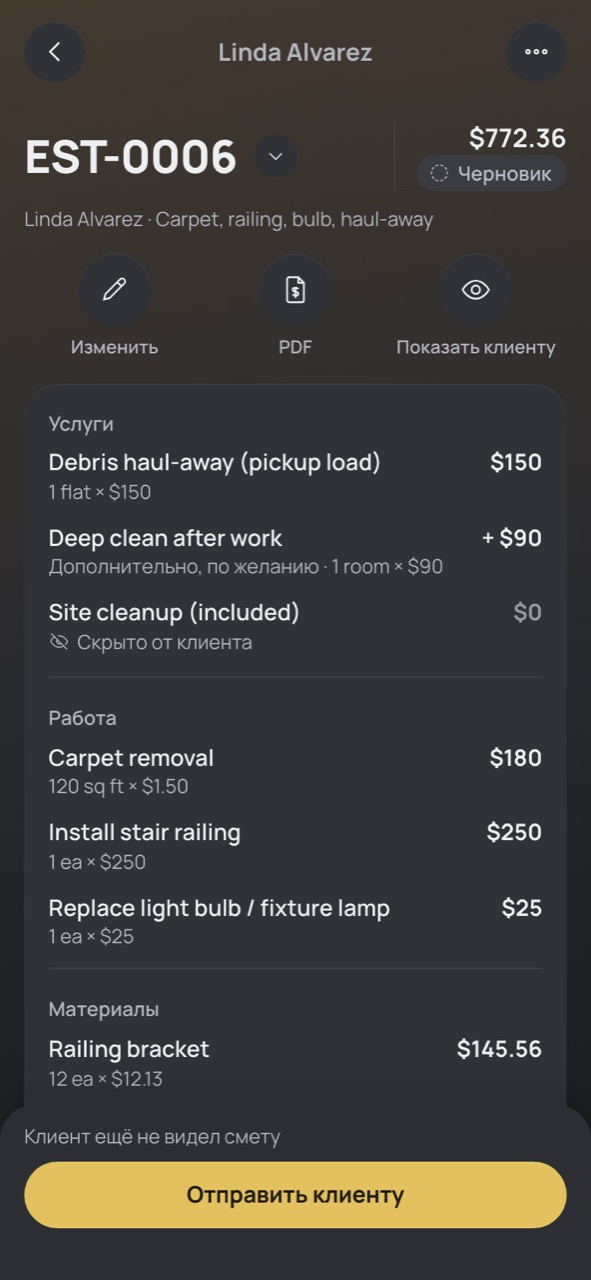 Linda Alvarez
EST-0006
$772.36
Черновик
Linda Alvarez · Carpet, railing, bulb, haul-away
Изменить
PDF
Показать клиенту
Услуги
Debris haul-away (pickup load) $150
1 flat × $150
Deep clean after work + $90
Дополнительно, по желанию · 1 room × $90
Site cleanup (included) $0
Скрыто от клиента
Работа
Carpet removal $180
120 sq ft × $1.50
Install stair railing $250
1 ea × $250
Replace light bulb / fixture lamp $25
1 ea × $25
Материалы
Railing bracket $145.56
12 ea × $12.13
Клиент ещё не видел смету
Отправить клиенту